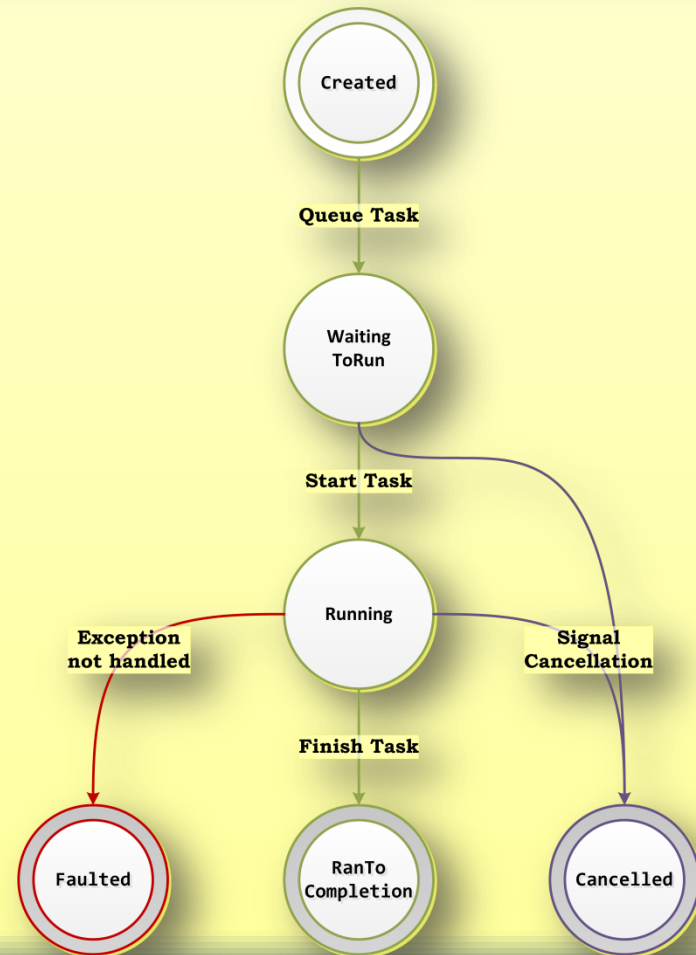 Created
Queue Task
Waiting
ToRun
Start Task
Running
Exception
not handled
Signal
Cancellation
Finish Task
Faulted
RanTo
Completion
Cancelled